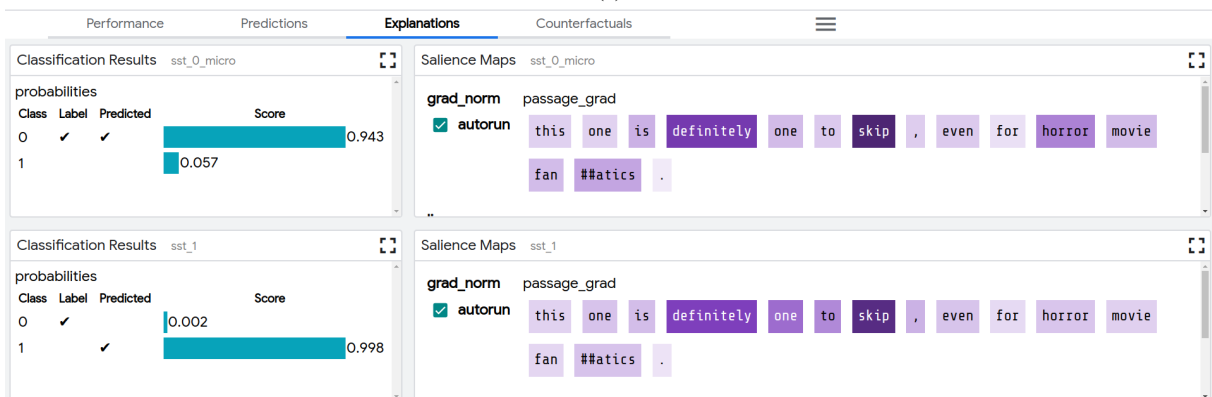 Performance Predictions Explanations Counterfactuals
Classification Results sst_0_micro
probabilities
Class Label Predicted Score
0 ✔ ✔ 0.943
1 0.057
Salience Maps sst_0_micro
grad_norm passage_grad
autorun this one is definitely one to skip , even for horror movie
fan ##atics .
Classification Results sst_1
probabilities
Class Label Predicted Score
0 ✔ 0.002
1 ✔ 0.998
Salience Maps sst_1
grad_norm passage_grad
autorun this one is definitely one to skip , even for horror movie
fan ##atics .